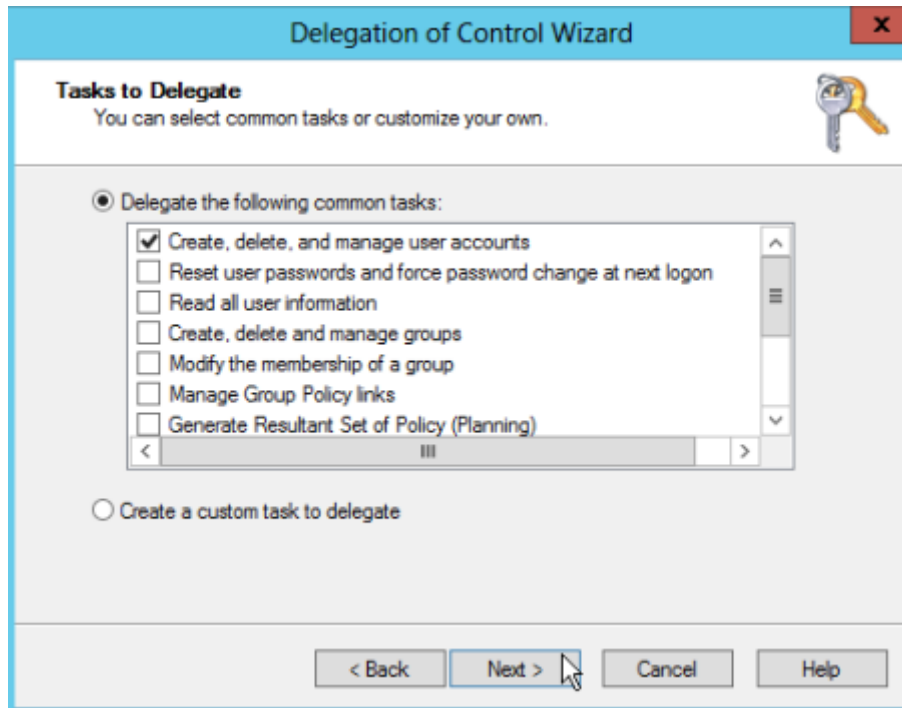 Delegation of Control Wizard
x
Tasks to Delegate
You can select common tasks or customize your own.
Delegate the following common tasks:
Create, delete, and manage user accounts
Reset user passwords and force password change at next logon
Read all user information
Create, delete and manage groups
Modify the membership of a group
Manage Group Policy links
Generate Resultant Set of Policy (Planning)
Create a custom task to delegate
< Back Next > Cancel Help